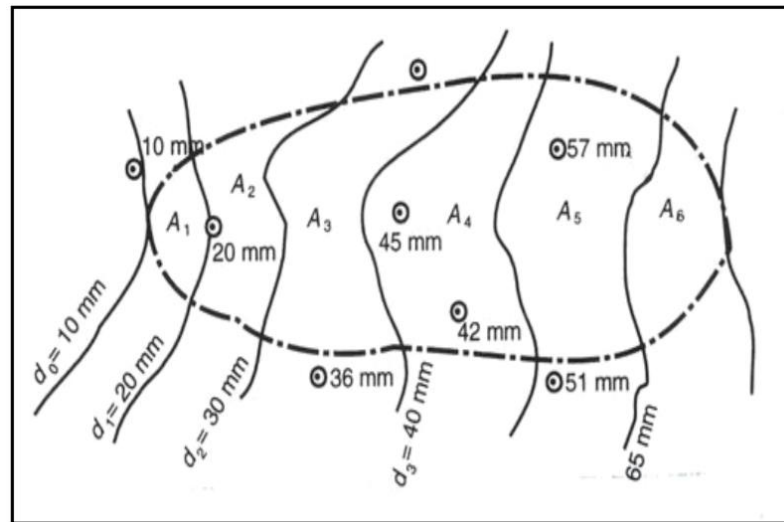 10 mm
57 mm
A₂
A₁
A₃
A₄
A₅
A₆
20 mm
45 mm
42 mm
36 mm
51 mm
d₀= 10 mm
d₁= 20 mm
d₂= 30 mm
d₃= 40 mm
65 mm